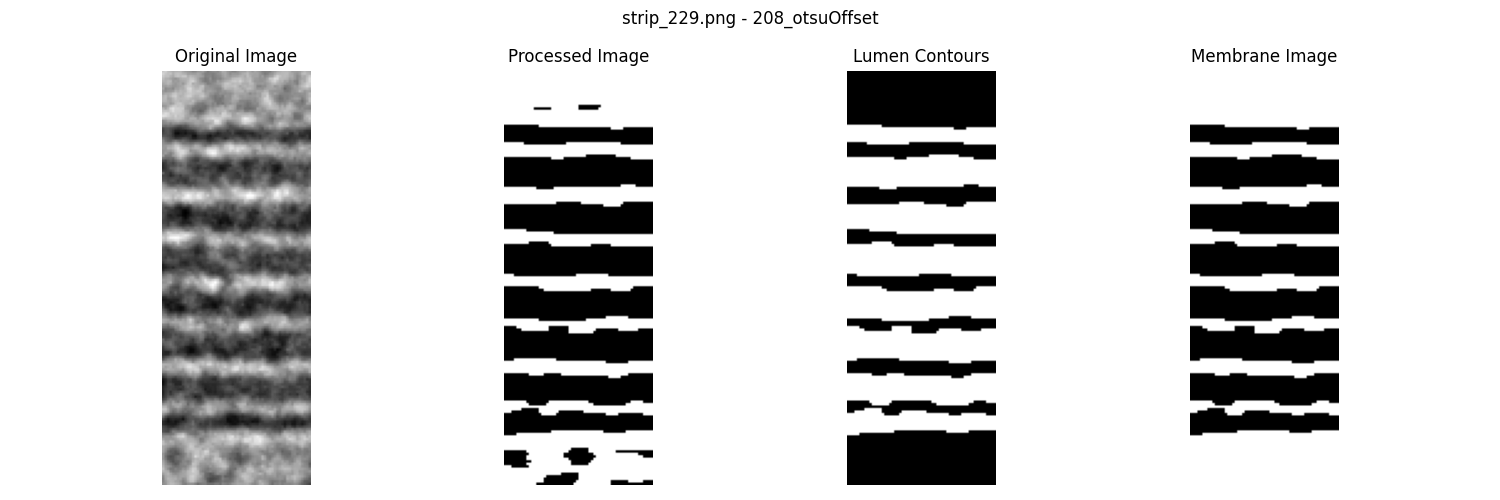 strip_229.png - 208_otsuOffset
Original Image
Processed Image
Lumen Contours
Membrane Image